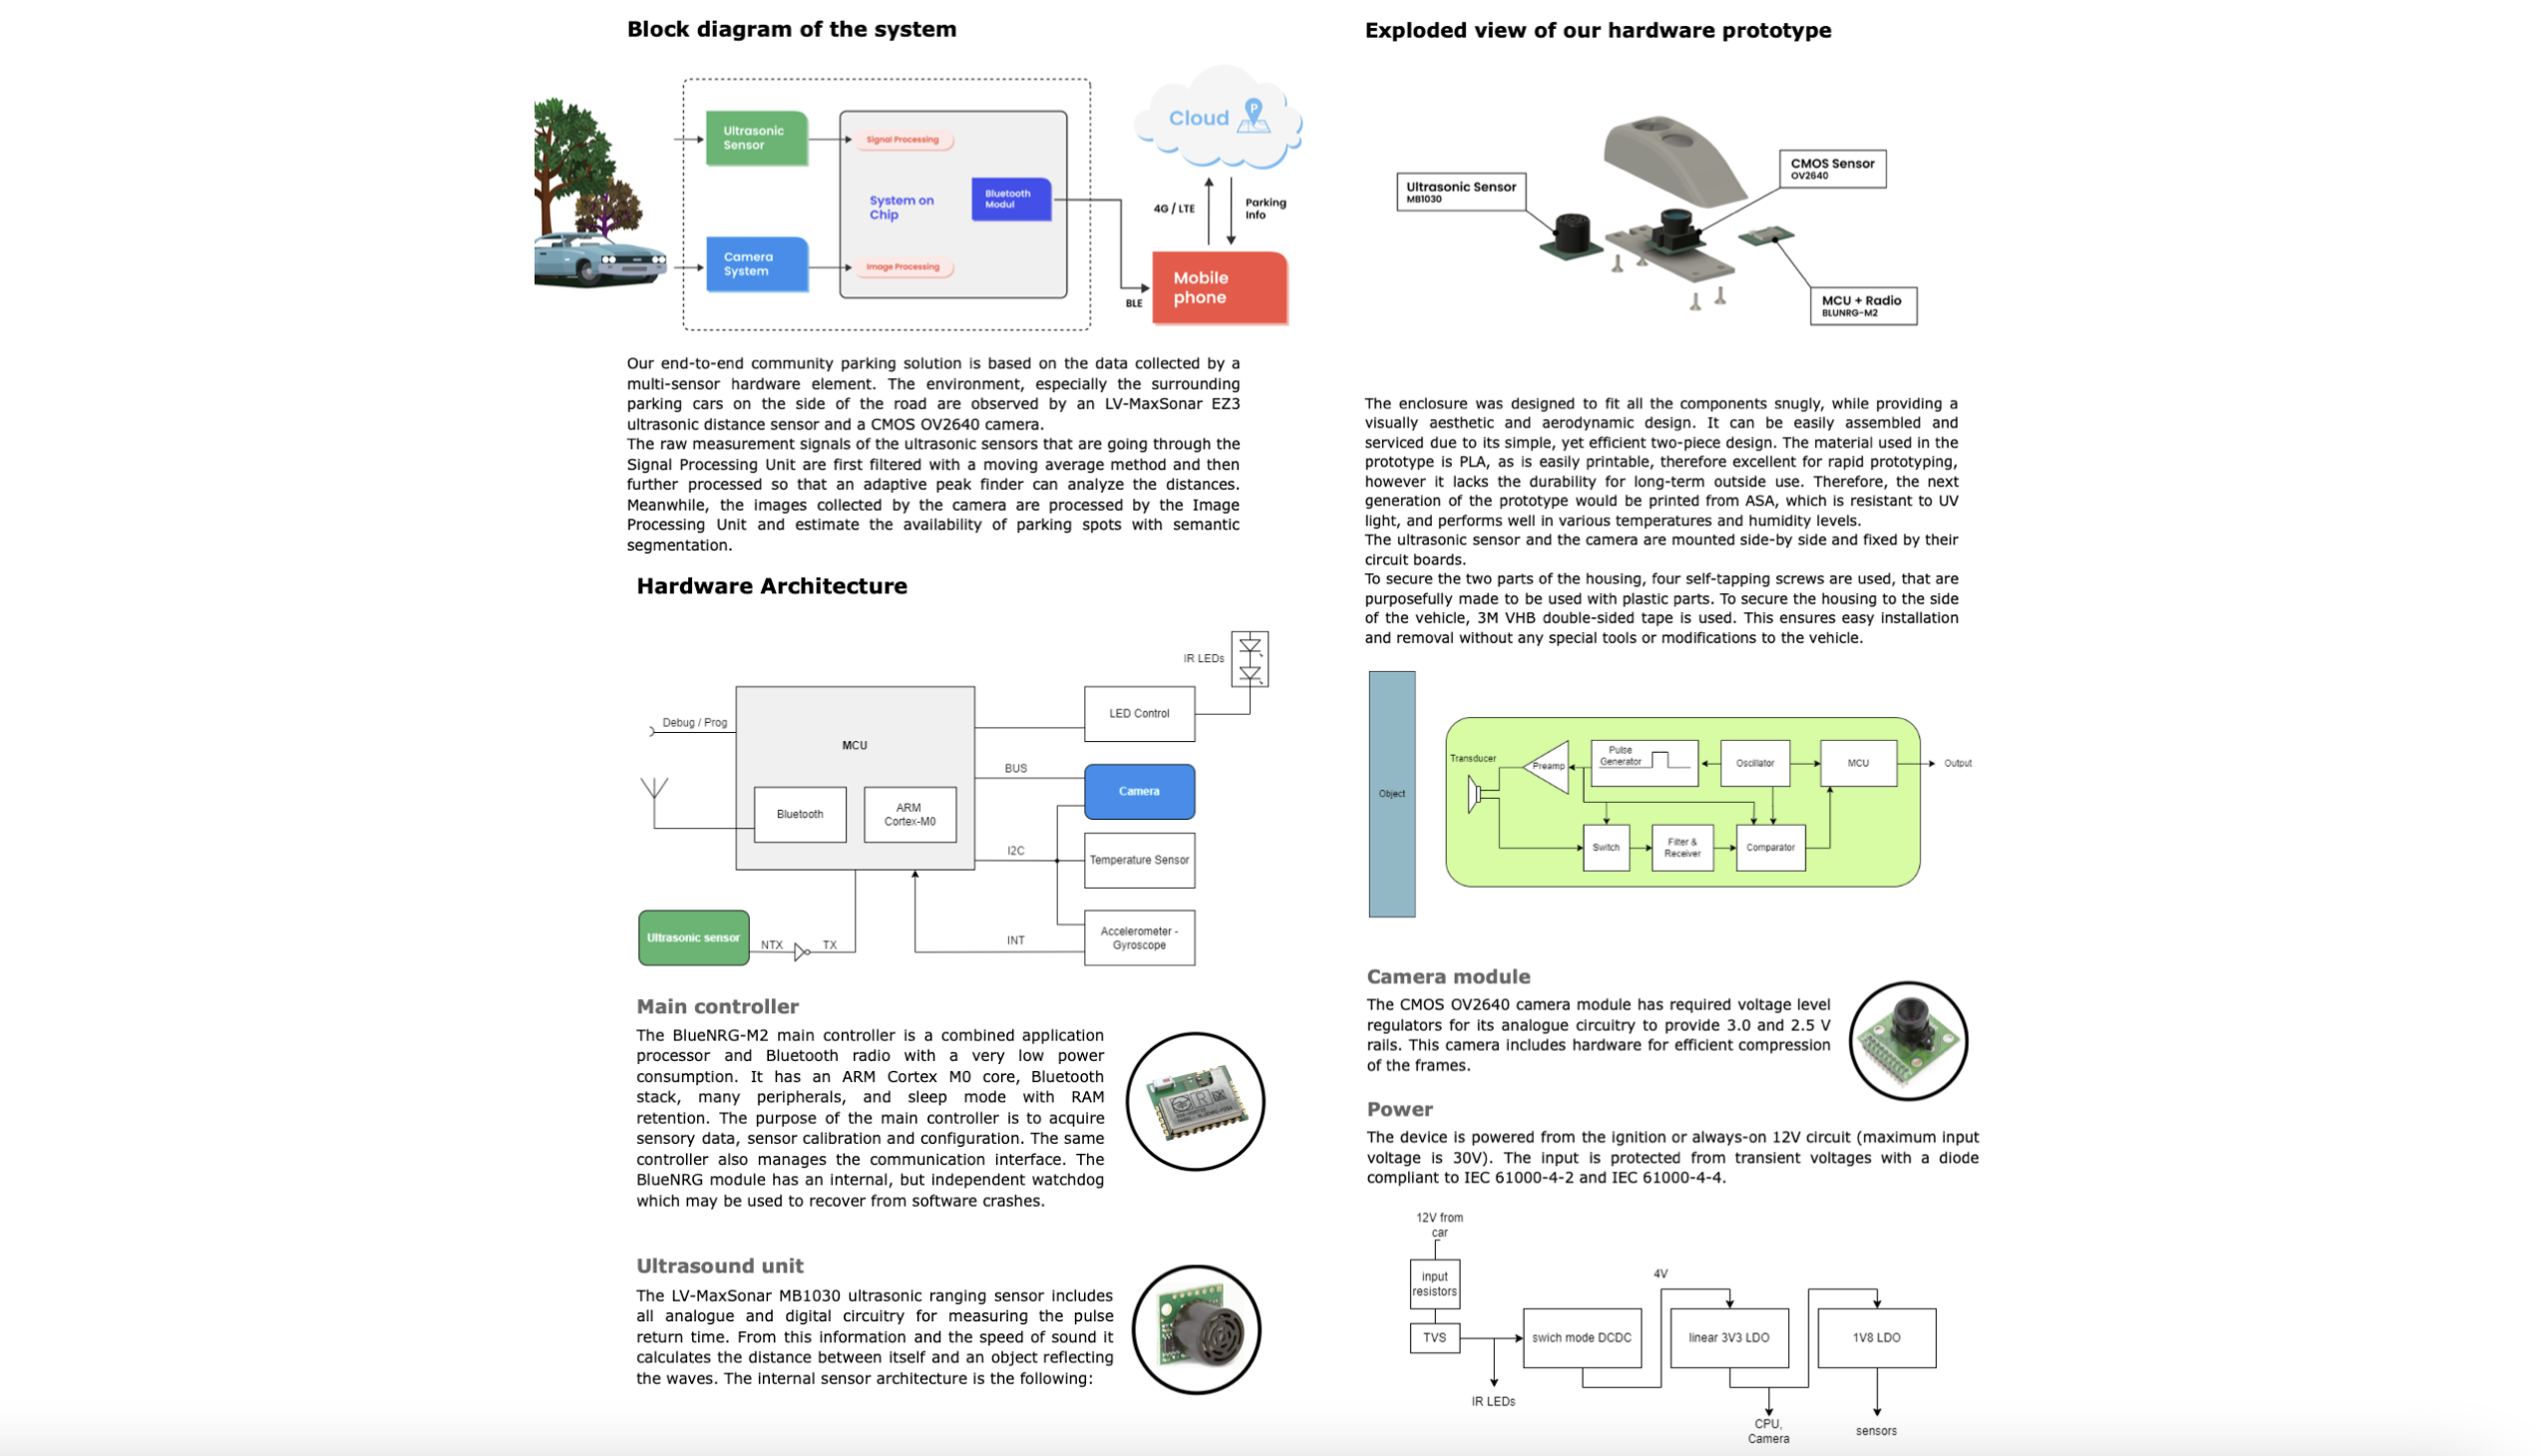 Block diagram of the system
Ultrasonic
Sensor
Signal Processing
System on
Chip
Bluetooth
Modul
Camera
System
Image Processing
Cloud
P
4G / LTE
Parking
Info
BLE
Mobile
phone
Our end-to-end community parking solution is based on the data collected by a
multi-sensor hardware element. The environment, especially the surrounding
parking cars on the side of the road are observed by an LV-MaxSonar EZ3
ultrasonic distance sensor and a CMOS OV2640 camera.
The raw measurement signals of the ultrasonic sensors that are going through the
Signal Processing Unit are first filtered with a moving average method and then
further processed so that an adaptive peak finder can analyze the distances.
Meanwhile, the images collected by the camera are processed by the Image
Processing Unit and estimate the availability of parking spots with semantic
segmentation.
Hardware Architecture
IR LEDs
Debug / Prog
MCU
LED Control
BUS
Camera
Bluetooth
ARM
Cortex-M0
I2C
Temperature Sensor
Ultrasonic sensor
NTX
TX
INT
Accelerometer -
Gyroscope
Main controller
The BlueNRG-M2 main controller is a combined application
processor and Bluetooth radio with a very low power
consumption. It has an ARM Cortex M0 core, Bluetooth
stack, many peripherals, and sleep mode with RAM
retention. The purpose of the main controller is to acquire
sensory data, sensor calibration and configuration. The same
controller also manages the communication interface. The
BlueNRG module has an internal, but independent watchdog
which may be used to recover from software crashes.
Ultrasound unit
The LV-MaxSonar MB1030 ultrasonic ranging sensor includes
all analogue and digital circuitry for measuring the pulse
return time. From this information and the speed of sound it
calculates the distance between itself and an object reflecting
the waves. The internal sensor architecture is the following:
Exploded view of our hardware prototype
Ultrasonic Sensor
MB1030
CMOS Sensor
OV2640
MCU + Radio
BLUNRG-M2
The enclosure was designed to fit all the components snugly, while providing a
visually aesthetic and aerodynamic design. It can be easily assembled and
serviced due to its simple, yet efficient two-piece design. The material used in the
prototype is PLA, as is easily printable, therefore excellent for rapid prototyping,
however it lacks the durability for long-term outside use. Therefore, the next
generation of the prototype would be printed from ASA, which is resistant to UV
light, and performs well in various temperatures and humidity levels.
The ultrasonic sensor and the camera are mounted side-by side and fixed by their
circuit boards.
To secure the two parts of the housing, four self-tapping screws are used, that are
purposefully made to be used with plastic parts. To secure the housing to the side
of the vehicle, 3M VHB double-sided tape is used. This ensures easy installation
and removal without any special tools or modifications to the vehicle.
Object
Transducer
Preamp
Pulse
Generator
Oscillator
MCU
Output
Switch
Filter &
Receiver
Comparator
Camera module
The CMOS OV2640 camera module has required voltage level
regulators for its analogue circuitry to provide 3.0 and 2.5 V
rails. This camera includes hardware for efficient compression
of the frames.
Power
The device is powered from the ignition or always-on 12V circuit (maximum input
voltage is 30V). The input is protected from transient voltages with a diode
compliant to IEC 61000-4-2 and IEC 61000-4-4.
12V from
car
input
resistors
TVS
IR LEDs
swich mode DCDC
4V
linear 3V3 LDO
1V8 LDO
CPU,
Camera
sensors